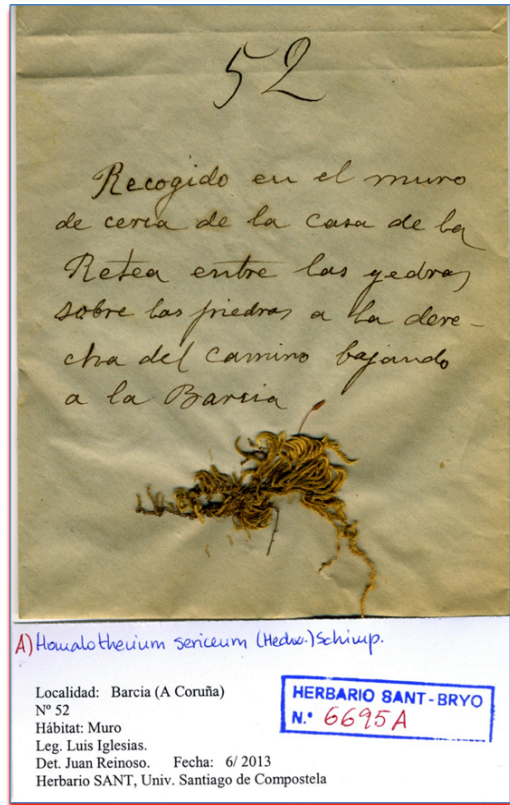 52
Recogido en el muro
de cerca de la casa de la
Retea entre las yedras
sobre las piedras a la dere-
cha del camino bajando
a la Barcia
A) Homalothecium sericeum (Hedw.) Schimp.
Localidad: Barcia (A Coruña)
Nº 52
Hábitat: Muro
Leg. Luis Iglesias.
Det. Juan Reinoso. Fecha: 6/ 2013
Herbario SANT, Univ. Santiago de Compostela
HERBARIO SANT-BRYO
N.º 6695A